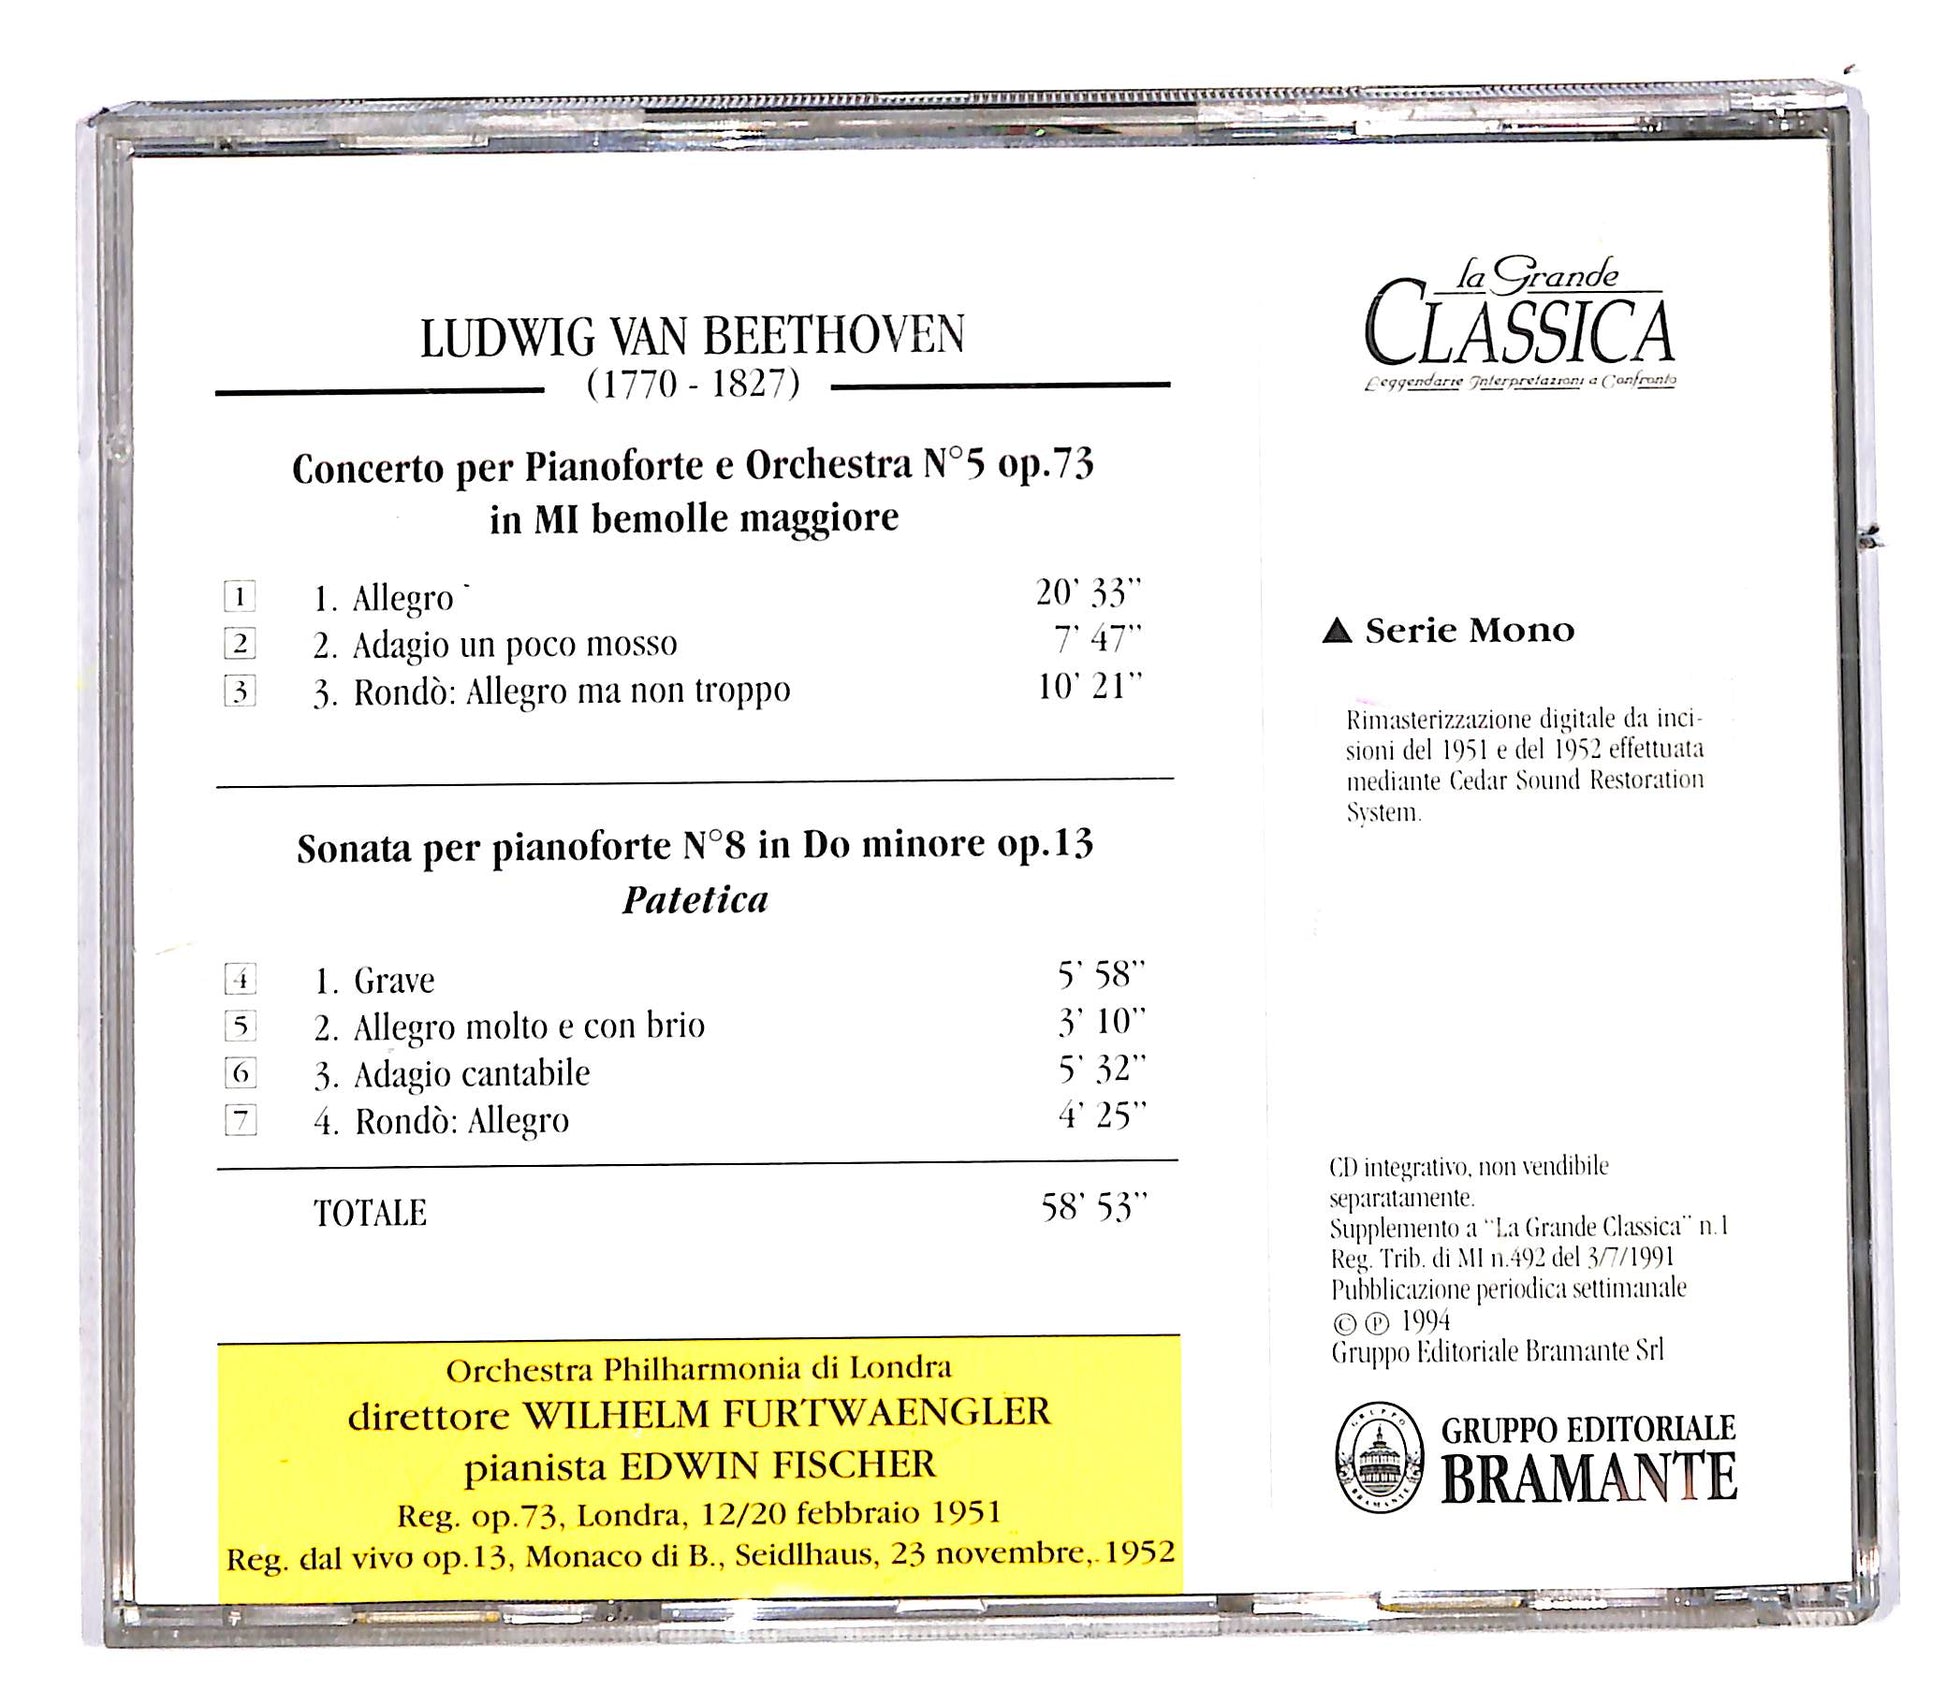 LUDWIG VAN BEETHOVEN
(1770 - 1827)
Concerto per Pianoforte e Orchestra N°5 op.73
in MI bemolle maggiore
1 1. Allegro 20' 33"
2 2. Adagio un poco mosso 7' 47"
3 3. Rondò: Allegro ma non troppo 10' 21"
Sonata per pianoforte N°8 in Do minore op.13
Patetica
4 1. Grave 5' 58"
5 2. Allegro molto e con brio 3' 10"
6 3. Adagio cantabile 5' 32"
7 4. Rondò: Allegro 4' 25"
TOTALE 58' 53"
Orchestra Philharmonia di Londra
direttore WILHELM FURTWAENGLER
pianista EDWIN FISCHER
Reg. op.73, Londra, 12/20 febbraio 1951
Reg. dal vivo op.13, Monaco di B., Seidlhaus, 23 novembre, 1952
la Grande
CLASSICA
Leggendarie Interpretazioni a Confronto
▲ Serie Mono
Rimasterizzazione digitale da inci-
sioni del 1951 e del 1952 effettuata
mediante Cedar Sound Restoration
System.
CD integrativo, non vendibile
separatamente.
Supplemento a "La Grande Classica" n.1
Reg. Trib. di MI n.492 del 3/7/1991
Pubblicazione periodica settimanale
© ℗ 1994
Gruppo Editoriale Bramante Srl
GRUPPO
BRAMANTE
GRUPPO EDITORIALE
BRAMANTE